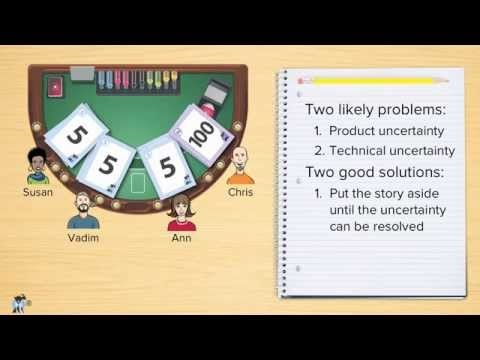 5
5
5
100
Susan
Vadim
Ann
Chris
Two likely problems:
1. Product uncertainty
2. Technical uncertainty
Two good solutions:
1. Put the story aside
until the uncertainty
can be resolved